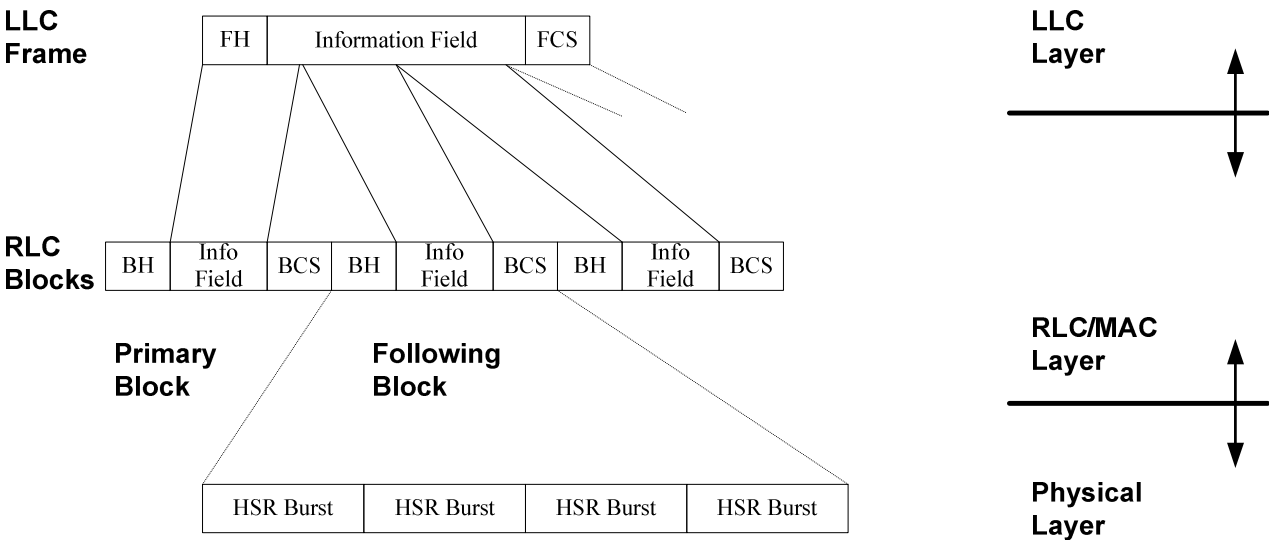 LLC
Frame
FH
Information Field
FCS
LLC
Layer
RLC
Blocks
BH
Info
Field
BCS
BH
Info
Field
BCS
BH
Info
Field
BCS
Primary
Block
Following
Block
RLC/MAC
Layer
HSR Burst
HSR Burst
HSR Burst
HSR Burst
Physical
Layer